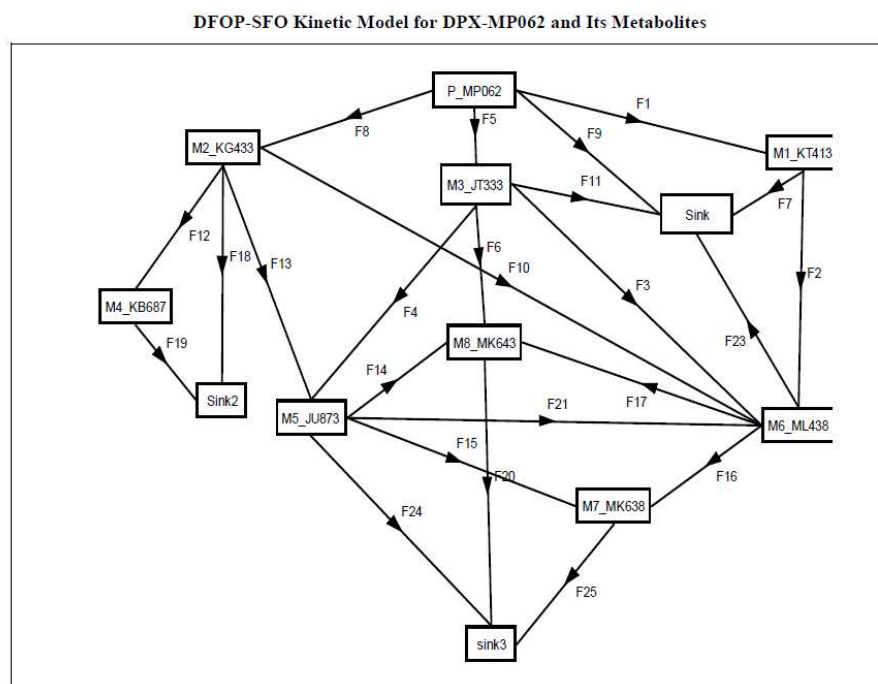 DFOP-SFO Kinetic Model for DPX-MP062 and Its Metabolites
P_MP062
F1
F5
F8
F9
M2_KG433
M1_KT413
M3_JT333
F11
F7
Sink
F12
F18
F13
F6
F10
F3
F2
M4_KB687
F4
F19
M8_MK643
F23
F14
F17
Sink2
M5_JU873
F21
M6_ML438
F15
F20
F16
M7_MK638
F24
F25
sink3